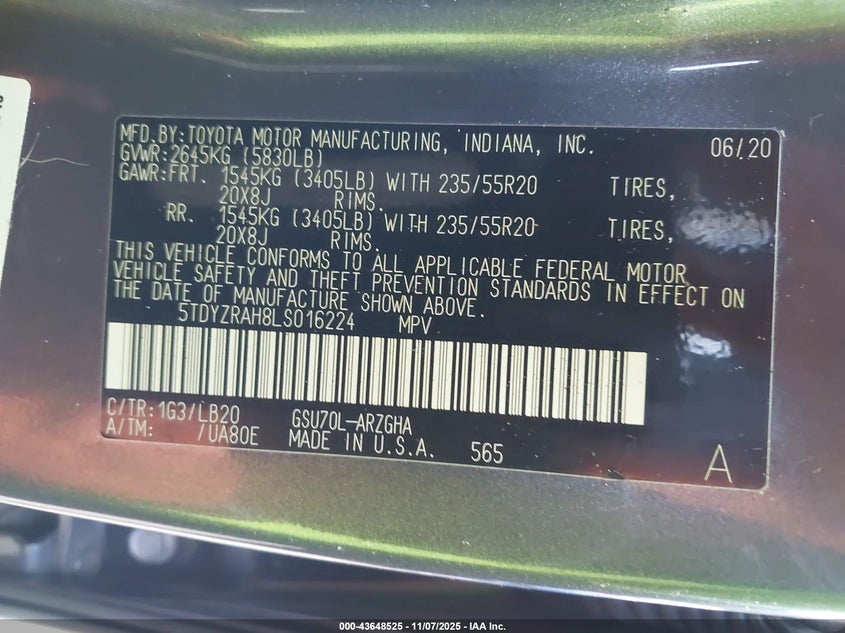 MFD.BY:TOYOTA MOTOR MANUFACTURING, INDIANA, INC. 06/20
GVWR:2645KG (5830LB)
GAWR:FRT. 1545KG (3405LB) WITH 235/55R20 TIRES,
20X8J RIMS.
RR. 1545KG (3405LB) WITH 235/55R20 TIRES,
20X8J RIMS.
THIS VEHICLE CONFORMS TO ALL APPLICABLE FEDERAL MOTOR
VEHICLE SAFETY AND THEFT PREVENTION STANDARDS IN EFFECT ON
THE DATE OF MANUFACTURE SHOWN ABOVE.
5TDYZRAH8LS016224 MPV
C/TR:1G3/LB20 GSU70L-ARZGHA
A/TM: /UA80E MADE IN U.S.A. 565
A
000-43648525 - 11/07/2025 - IAA Inc.